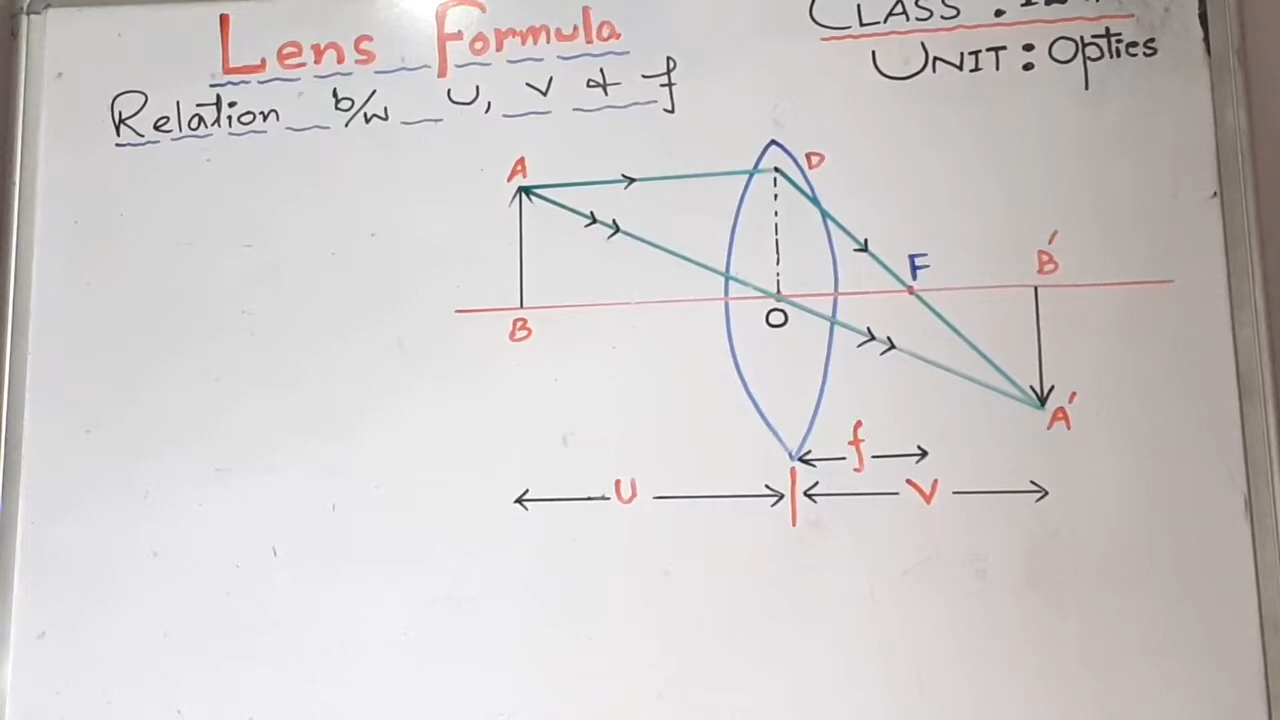 Lens Formula
CLASS :
UNIT : Optics
Relation b/w U, V & f
A
D
B'
F
O
B
A'
f
U
V